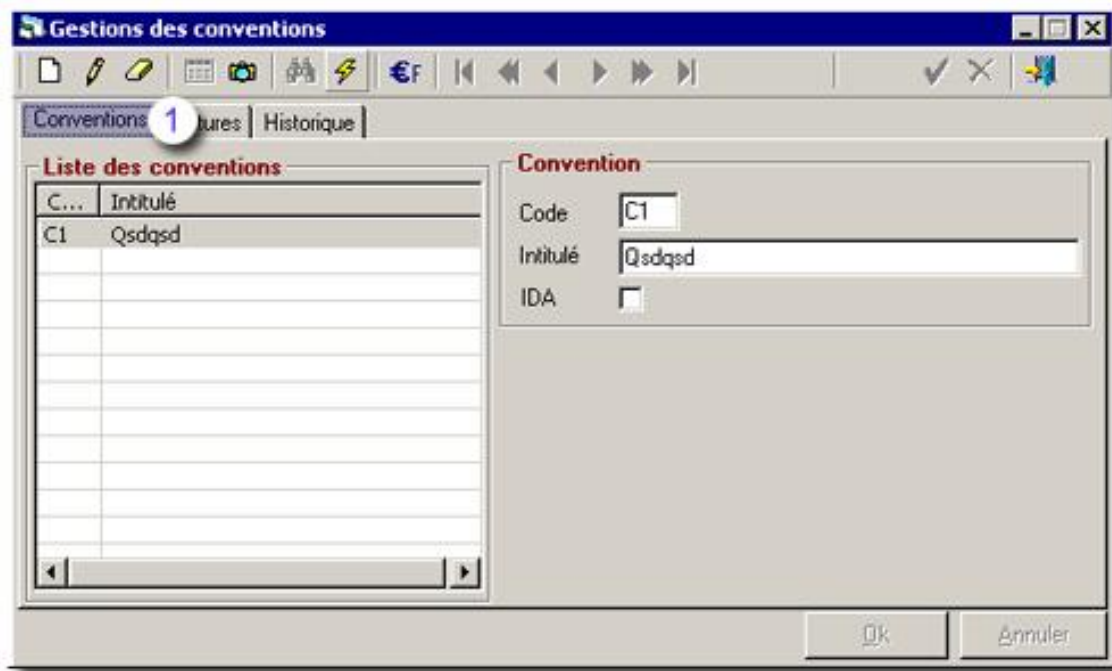 Gestions des conventions
€F
Conventions 1 tures Historique
Liste des conventions
C... Intitulé
C1 Qsdqsd
Convention
Code C1
Intitulé Qsdqsd
IDA
Ok Annuler